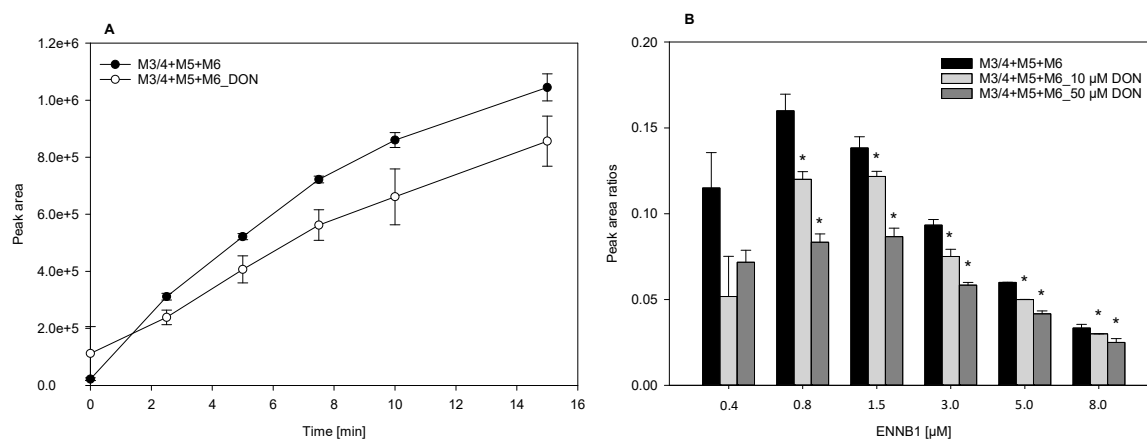 A
1.2e+6
1.0e+6
8.0e+5
6.0e+5
4.0e+5
2.0e+5
0.0
Peak area
M3/4+M5+M6
M3/4+M5+M6_DON
0 2 4 6 8 10 12 14 16
Time [min]
B
0.20
0.15
0.10
0.05
0.00
Peak area ratios
M3/4+M5+M6
M3/4+M5+M6_10 µM DON
M3/4+M5+M6_50 µM DON
* * * * * * * * * *
0.4 0.8 1.5 3.0 5.0 8.0
ENNB1 [µM]